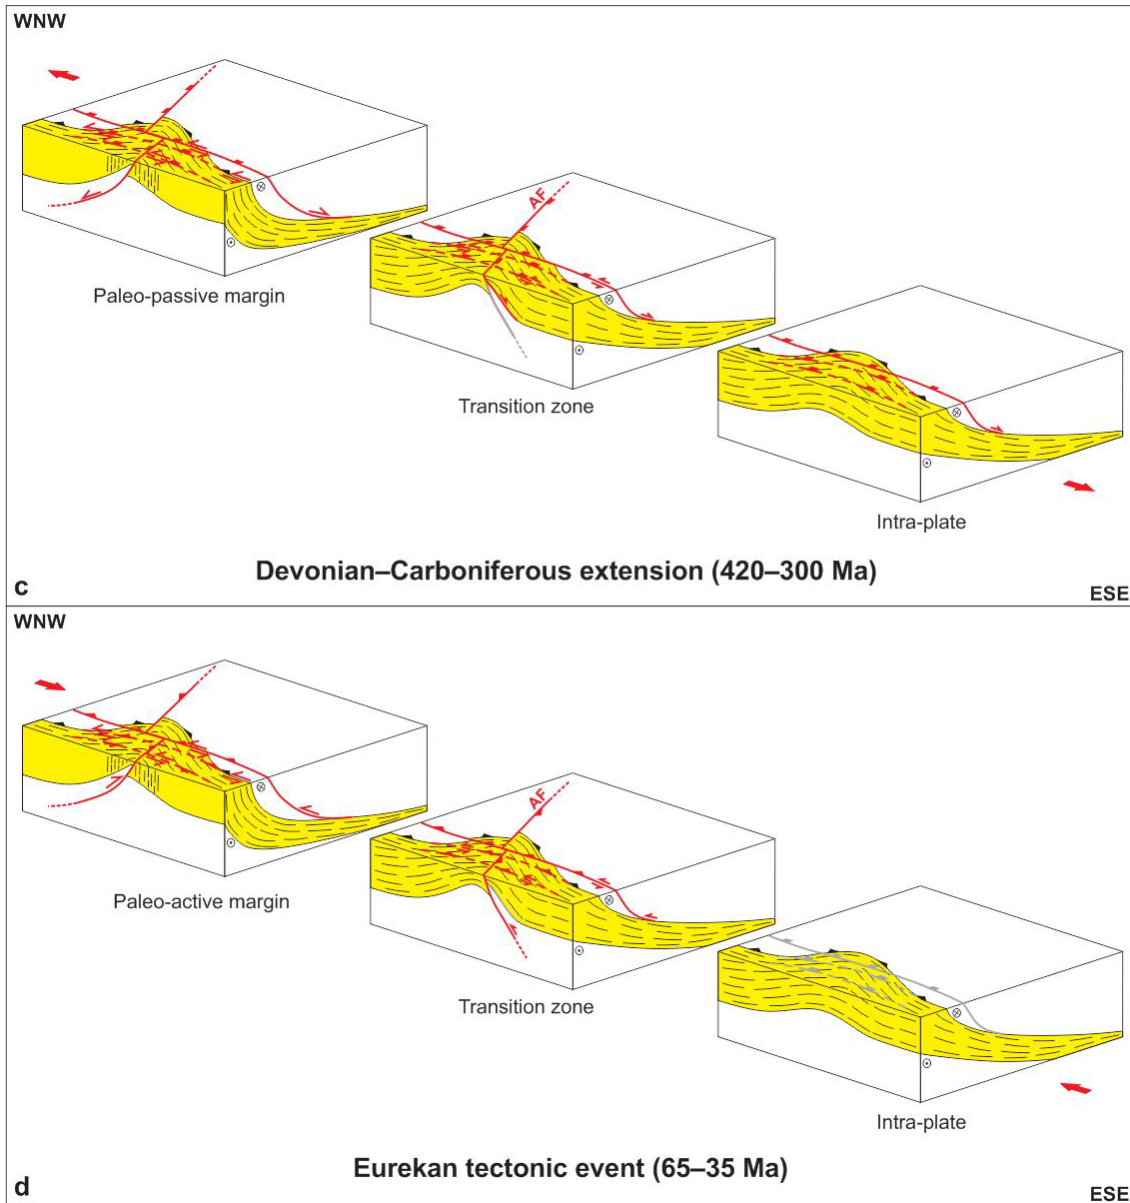 WNW
Paleo-passive margin
AF
Transition zone
Intra-plate
Devonian–Carboniferous extension (420–300 Ma)
c
ESE
WNW
Paleo-active margin
AF
Transition zone
Intra-plate
Eurekan tectonic event (65–35 Ma)
d
ESE